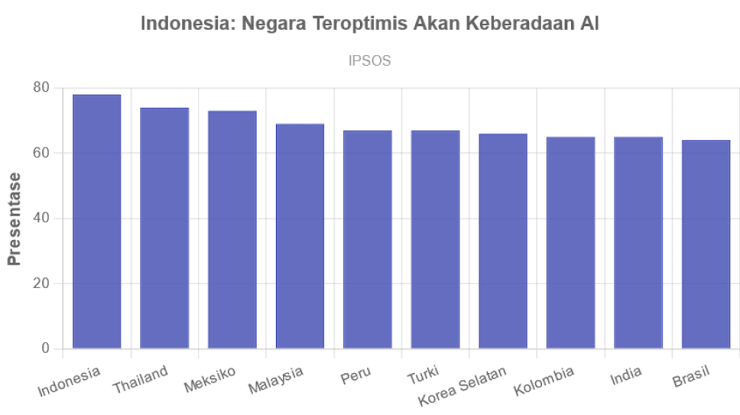 Indonesia: Negara Teroptimis Akan Keberadaan AI
IPSOS
Presentase
80
60
40
20
0
Indonesia
Thailand
Meksiko
Malaysia
Peru
Turki
Korea Selatan
Kolombia
India
Brasil